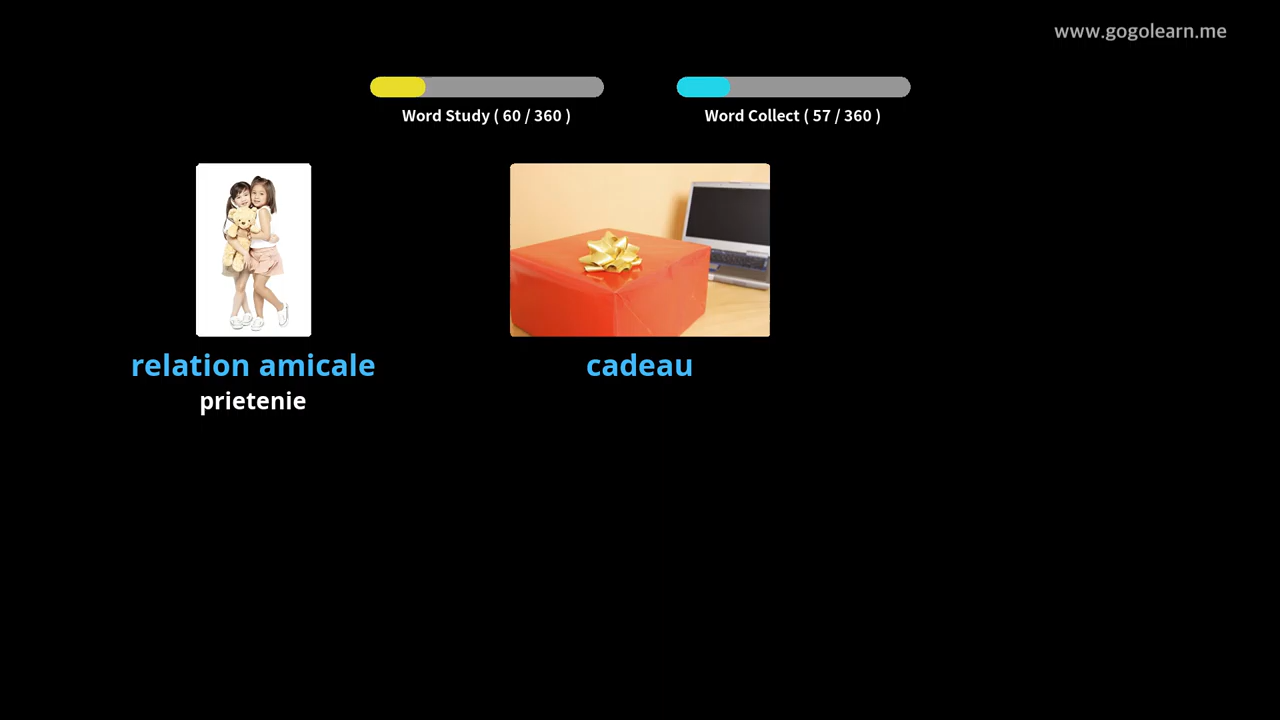 www.gogolearn.me
Word Study ( 60 / 360 )
Word Collect ( 57 / 360 )
relation amicale
prietenie
cadeau